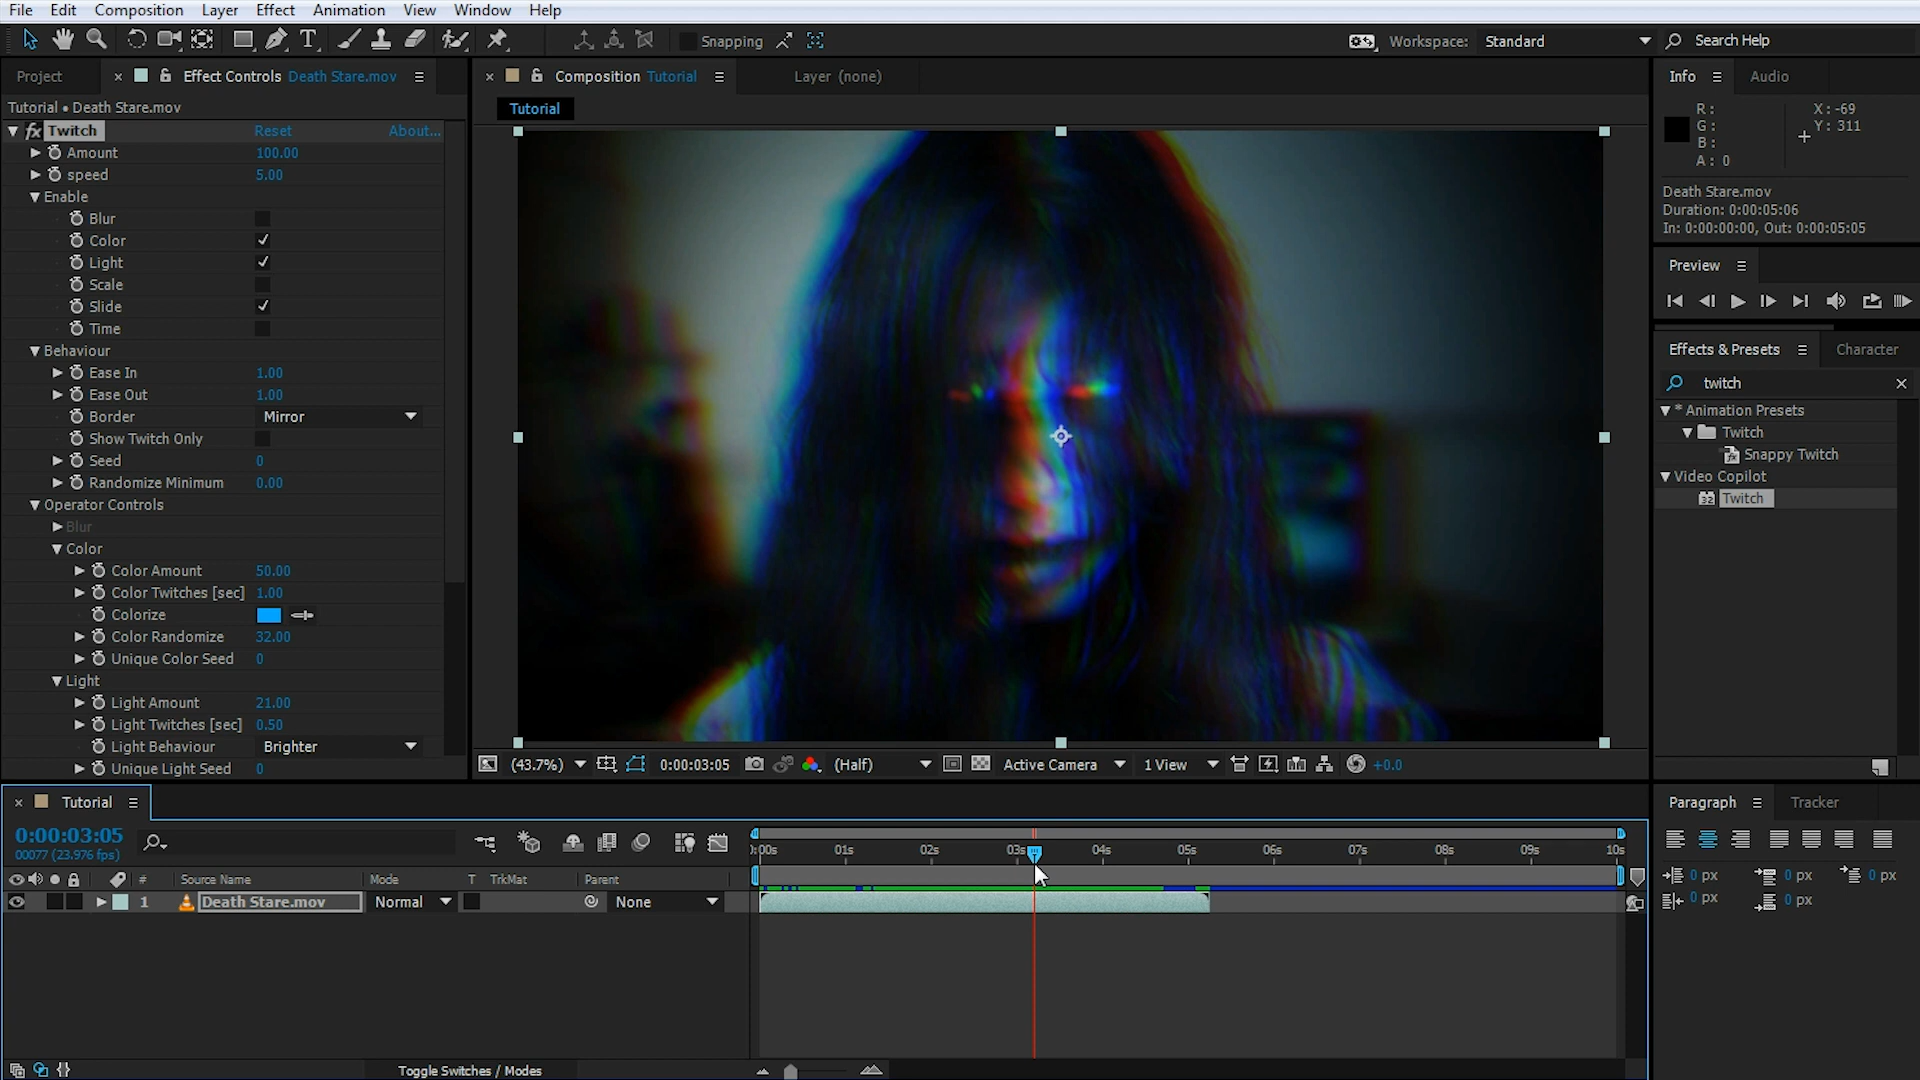 File Edit Composition Layer Effect Animation View Window Help
Snapping
Workspace: Standard
Search Help
Project
× Effect Controls Death Stare.mov
Tutorial • Death Stare.mov
fx Twitch Reset About...
Amount 100.00
speed 5.00
Enable
Blur
Color
Light
Scale
Slide
Time
Behaviour
Ease In 1.00
Ease Out 1.00
Border Mirror
Show Twitch Only
Seed 0
Randomize Minimum 0.00
Operator Controls
Blur
Color
Color Amount 50.00
Color Twitches [sec] 1.00
Colorize
Color Randomize 32.00
Unique Color Seed 0
Light
Light Amount 21.00
Light Twitches [sec] 0.50
Light Behaviour Brighter
Unique Light Seed 0
× Composition Tutorial
Layer (none)
Tutorial
(43.7%) 0:00:03:05 (Half) Active Camera 1 View +0.0
Info Audio
R: X: -69
G: Y: 311
B:
A: 0
Death Stare.mov
Duration: 0:00:05:06
In: 0:00:00:00, Out: 0:00:05:05
Preview
Effects & Presets Character
twitch
* Animation Presets
Twitch
Snappy Twitch
Video Copilot
32 Twitch
× Tutorial
0:00:03:05
00077 (23.976 fps)
# Source Name Mode T TrkMat Parent
1 Death Stare.mov Normal None
):00s 01s 02s 03s 04s 05s 06s 07s 08s 09s 10s
Toggle Switches / Modes
Paragraph Tracker
0 px 0 px 0 px
0 px 0 px